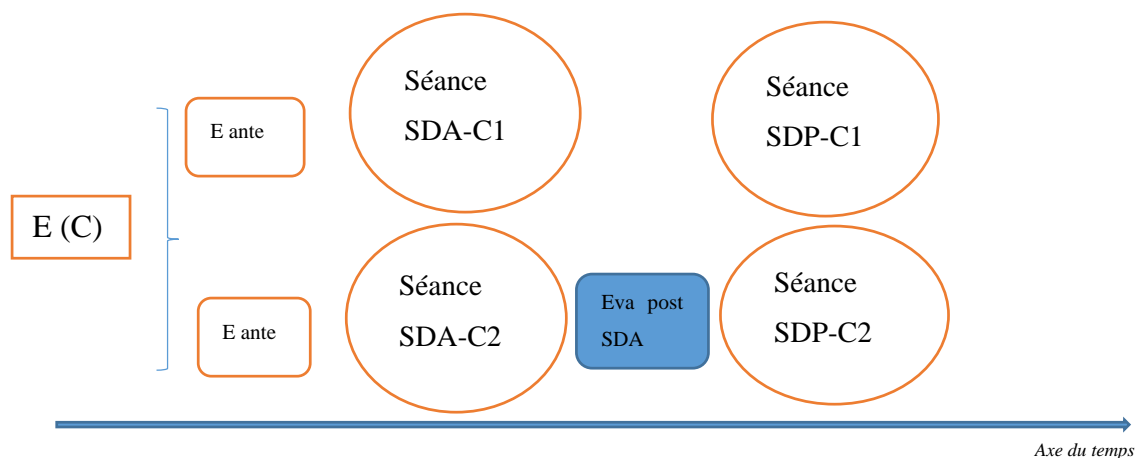 Séance
SDA-C1
Séance
SDP-C1
E ante
E (C)
Séance
SDA-C2
Eva post
SDA
Séance
SDP-C2
E ante
Axe du temps